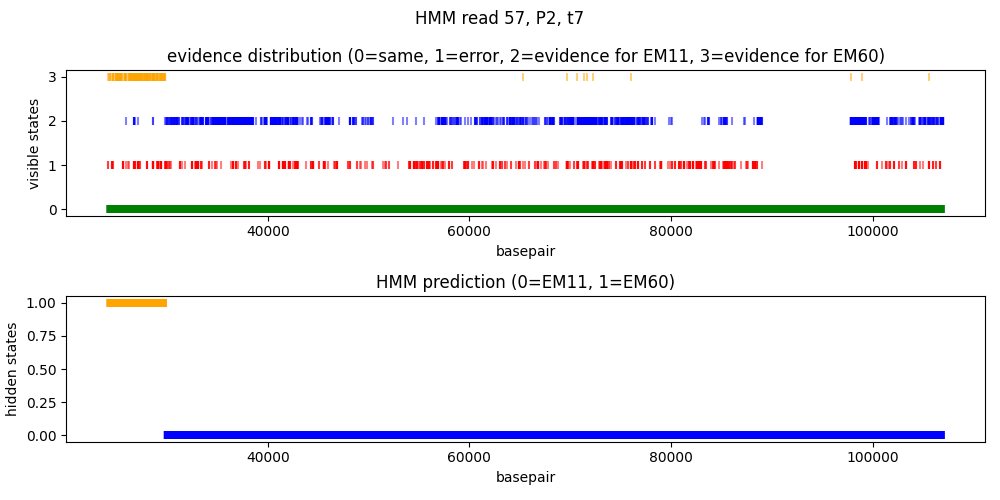 HMM read 57, P2, t7
evidence distribution (0=same, 1=error, 2=evidence for EM11, 3=evidence for EM60)
visible states
3
2
1
0
40000 60000 80000 100000
basepair
HMM prediction (0=EM11, 1=EM60)
hidden states
1.00
0.75
0.50
0.25
0.00
40000 60000 80000 100000
basepair